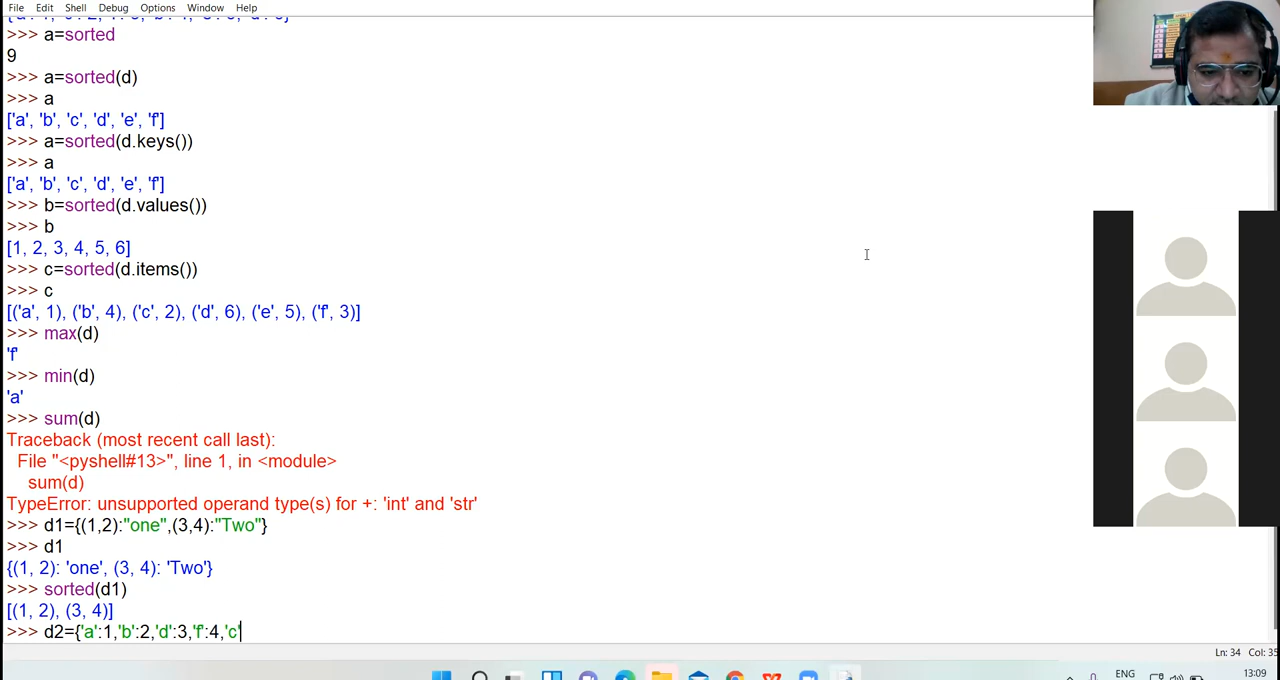 File Edit Shell Debug Options Window Help
>>> a=sorted
9
>>> a=sorted(d)
>>> a
['a', 'b', 'c', 'd', 'e', 'f']
>>> a=sorted(d.keys())
>>> a
['a', 'b', 'c', 'd', 'e', 'f']
>>> b=sorted(d.values())
>>> b
[1, 2, 3, 4, 5, 6]
>>> c=sorted(d.items())
>>> c
[('a', 1), ('b', 4), ('c', 2), ('d', 6), ('e', 5), ('f', 3)]
>>> max(d)
'f'
>>> min(d)
'a'
>>> sum(d)
Traceback (most recent call last):
File "<pyshell#13>", line 1, in <module>
sum(d)
TypeError: unsupported operand type(s) for +: 'int' and 'str'
>>> d1={(1,2):"one",(3,4):"Two"}
>>> d1
{(1, 2): 'one', (3, 4): 'Two'}
>>> sorted(d1)
[(1, 2), (3, 4)]
>>> d2={'a':1,'b':2,'d':3,'f':4,'c'
Ln: 34 Col: 35
ENG
13:09